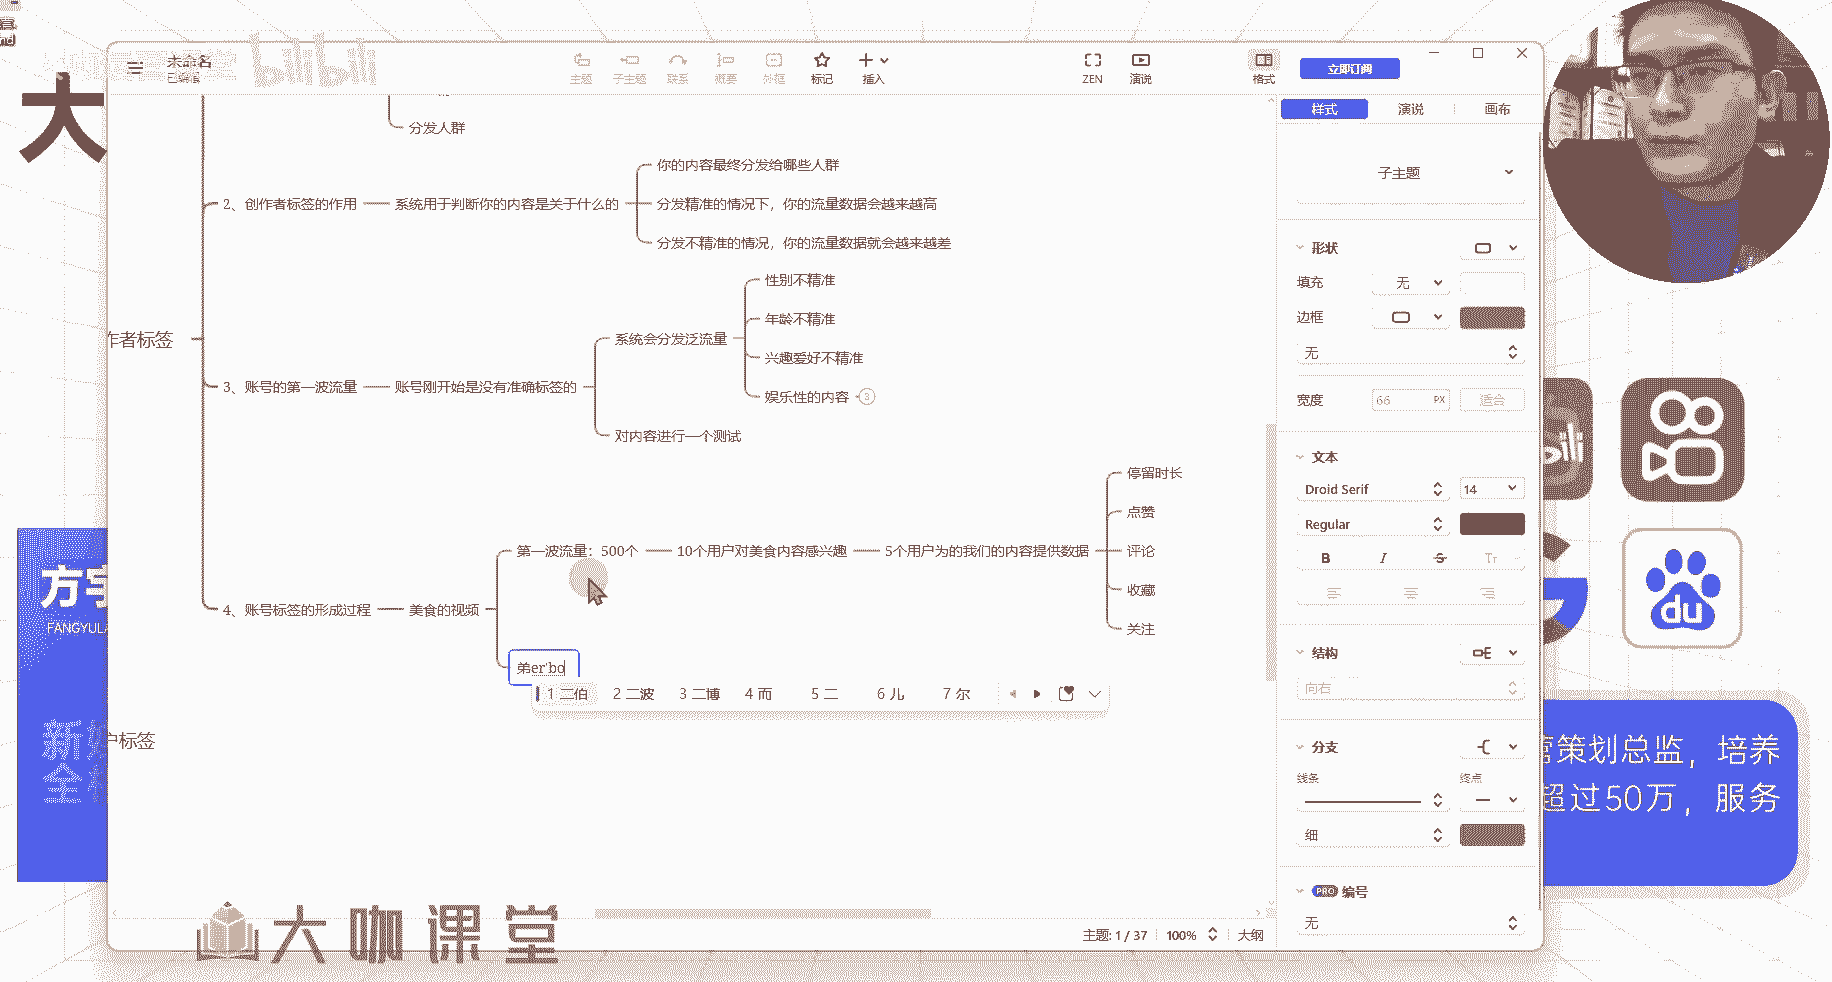 未命名
已编辑
bilibili
主题
子主题
联系
概要
外框
标记
插入
ZEN
演说
格式
立即订阅
大
分发人群
2、创作者标签的作用
系统用于判断你的内容是关于什么的
你的内容最终分发给哪些人群
分发精准的情况下，你的流量数据会越来越高
分发不精准的情况，你的流量数据就会越来越差
作者标签
3、账号的第一波流量
账号刚开始是没有准确标签的
系统会分发泛流量
性别不精准
年龄不精准
兴趣爱好不精准
娱乐性的内容
3
对内容进行一个测试
4、账号标签的形成过程
美食的视频
第一波流量：500个
10个用户对美食内容感兴趣
5个用户为的我们的内容提供数据
停留时长
点赞
评论
收藏
关注
弟er'bo
1 二伯 2 二波 3 二博 4 而 5 二 6 儿 7 尔
户标签
样式
演说
画布
子主题
形状
填充
无
边框
无
宽度
66
PX
适合
文本
Droid Serif
14
Regular
B I S Tт
结构
向右
分支
线条
终点
细
PRO 编号
无
主题: 1 / 37
100%
大纲
方宇
FANGYULA
新
全
du
营策划总监，培养
超过50万，服务
大咖课堂